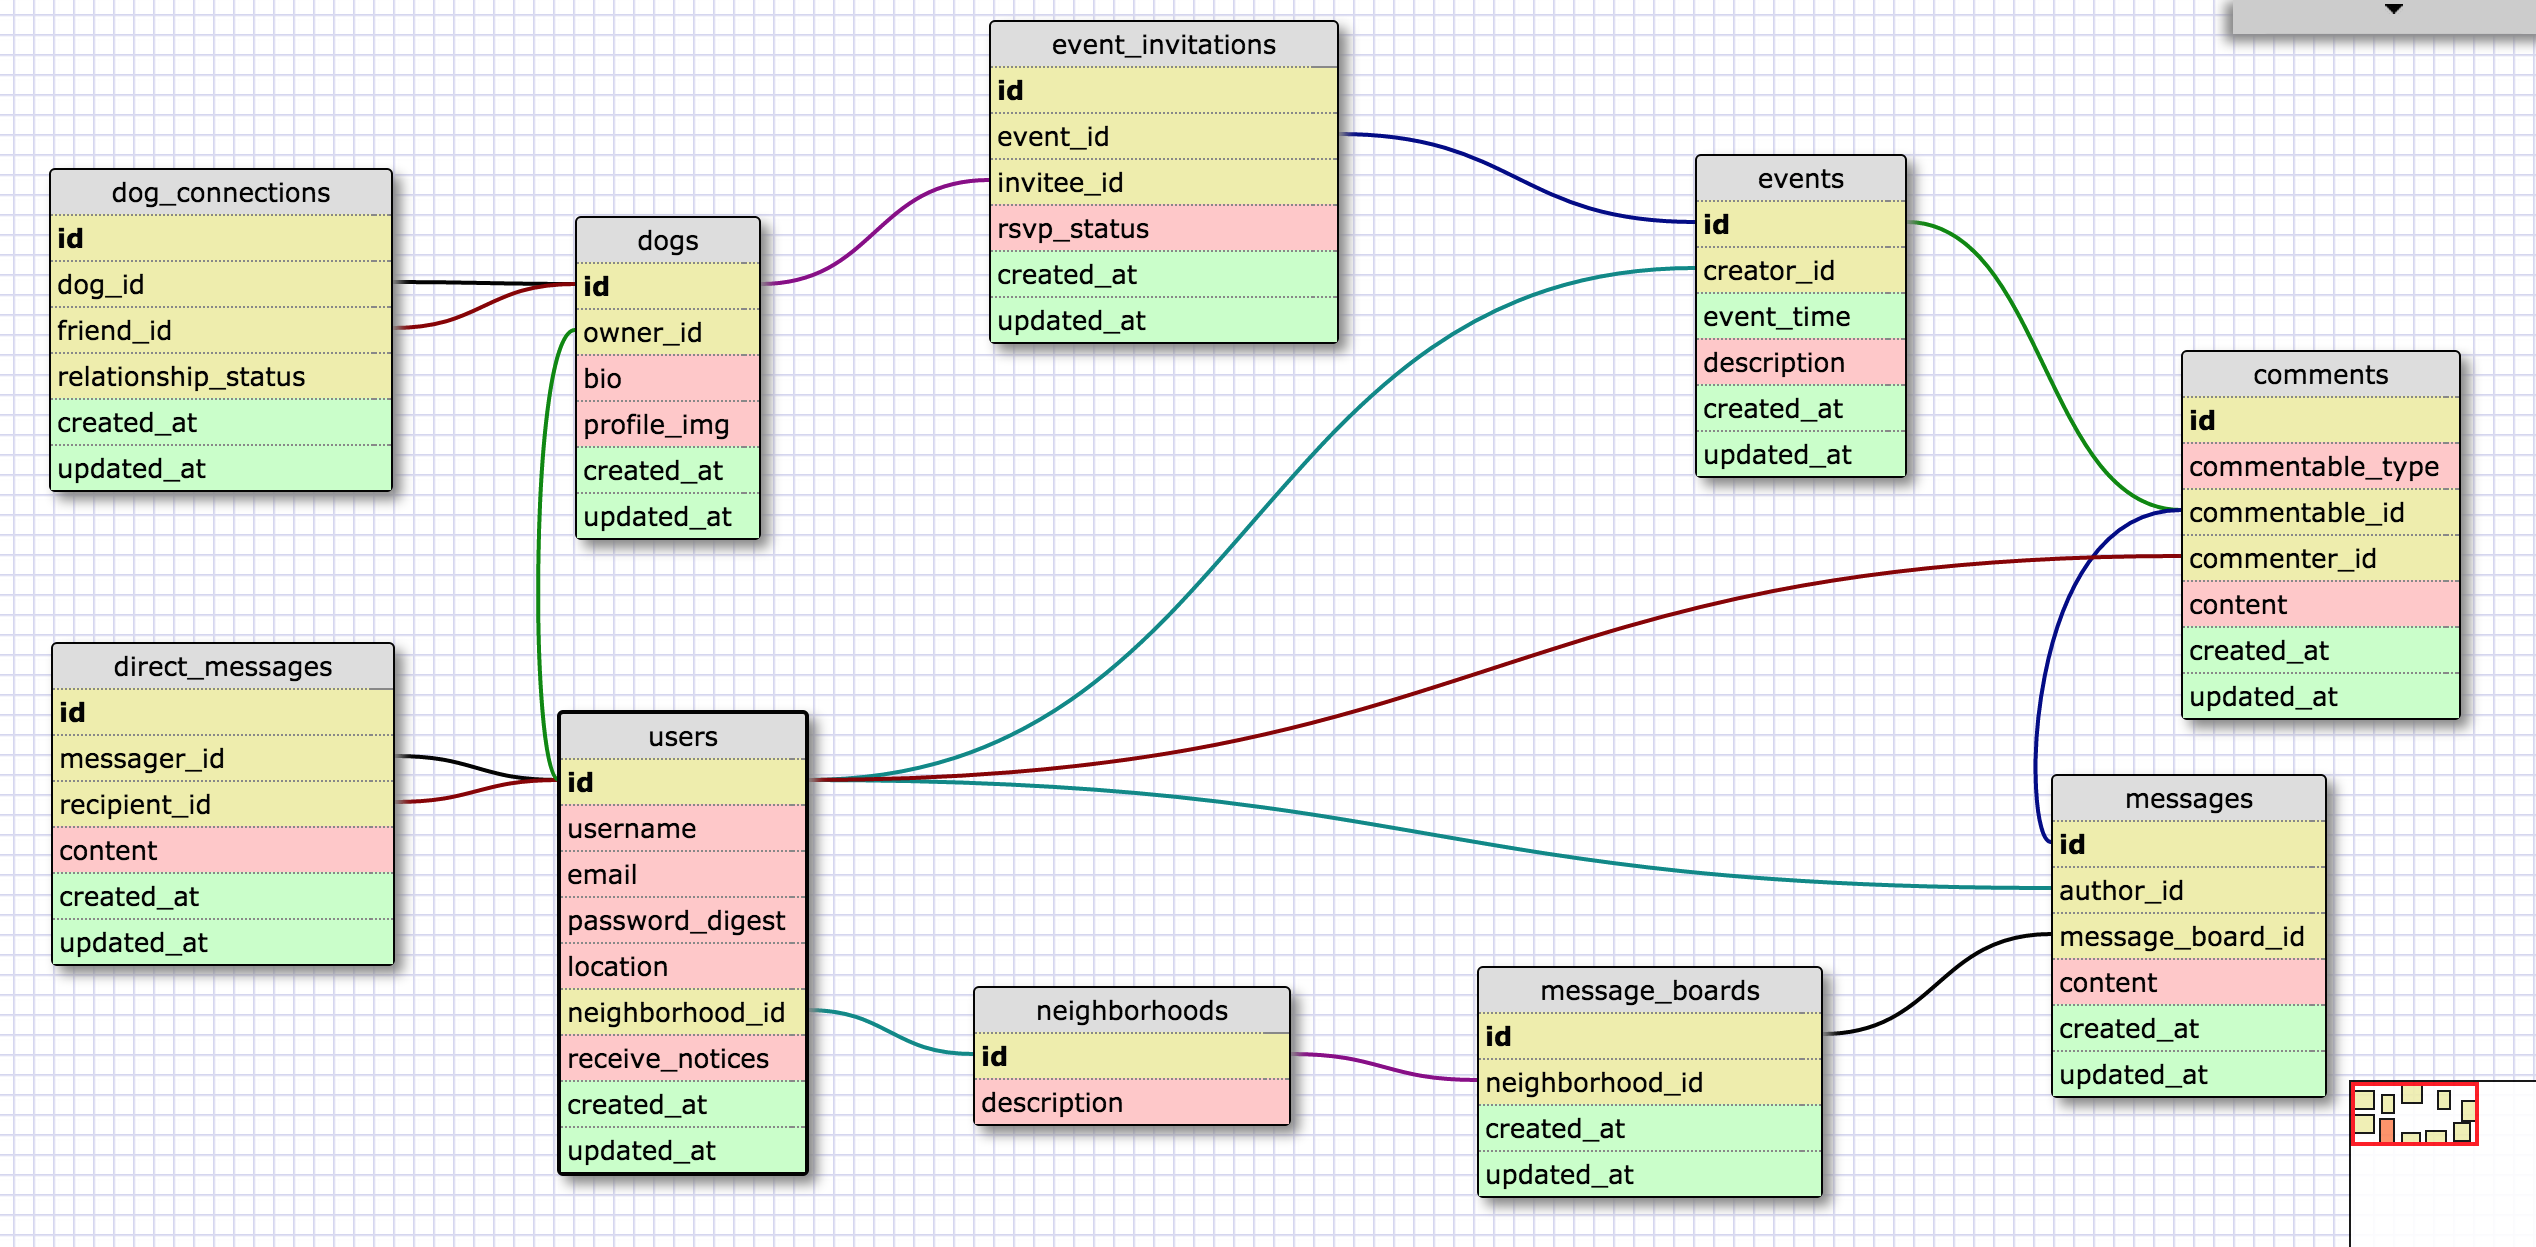 event_invitations
id
event_id
invitee_id
rsvp_status
created_at
updated_at
dog_connections
id
dog_id
friend_id
relationship_status
created_at
updated_at
dogs
id
owner_id
bio
profile_img
created_at
updated_at
events
id
creator_id
event_time
description
created_at
updated_at
comments
id
commentable_type
commentable_id
commenter_id
content
created_at
updated_at
direct_messages
id
messager_id
recipient_id
content
created_at
updated_at
users
id
username
email
password_digest
location
neighborhood_id
receive_notices
created_at
updated_at
neighborhoods
id
description
message_boards
id
neighborhood_id
created_at
updated_at
messages
id
author_id
message_board_id
content
created_at
updated_at